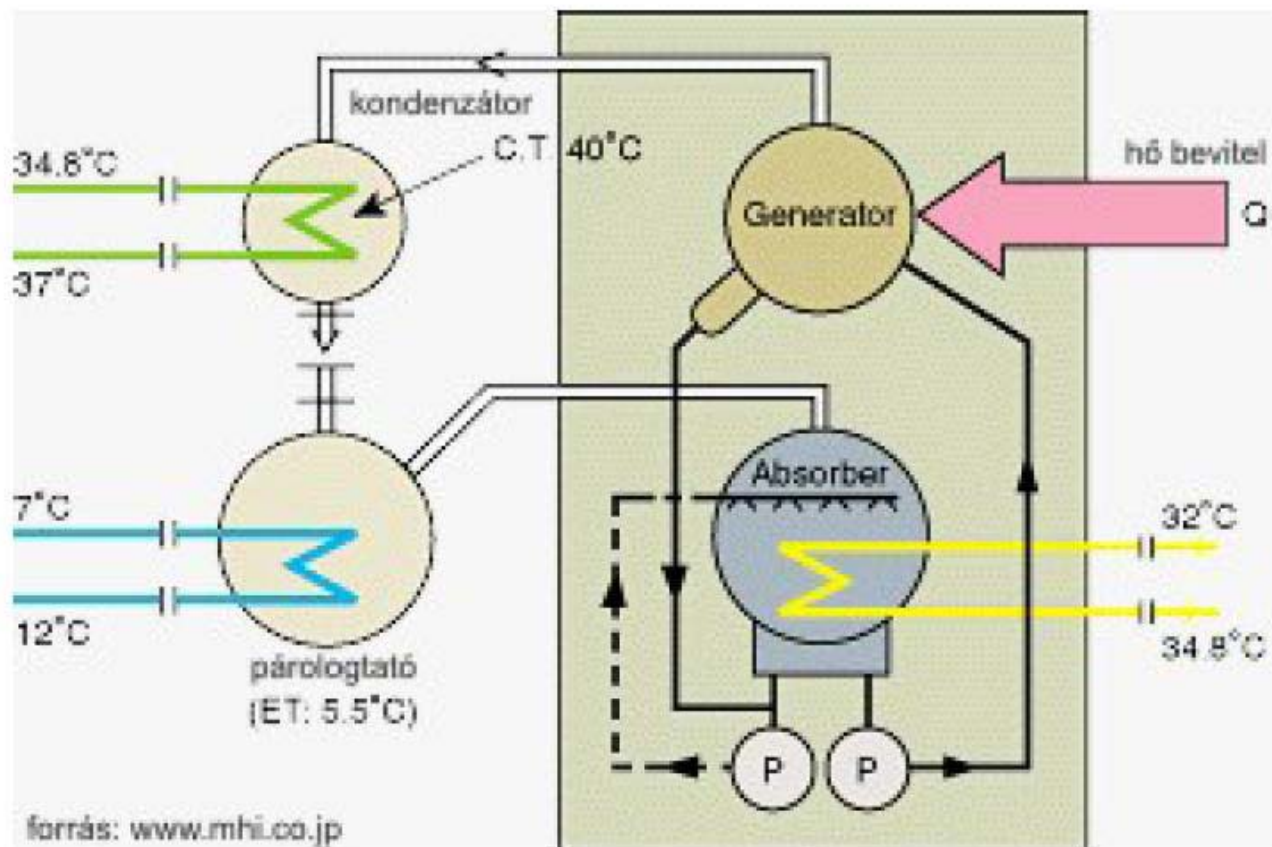 kondenzátor
C.T. 40°C
34.8°C
37°C
hő bevitel
Q
Generator
Absorber
7°C
12°C
32°C
34.8°C
párologtató
(ET: 5.5°C)
P
P
forrás: www.mhi.co.jp